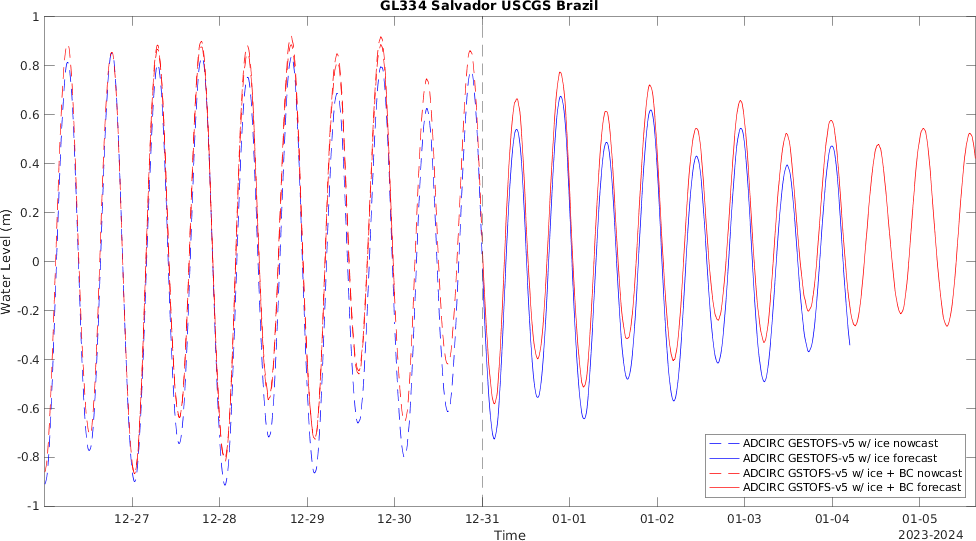 GL334 Salvador USCGS Brazil
1
0.8
0.6
0.4
0.2
0
-0.2
-0.4
-0.6
-0.8
-1
Water Level (m)
12-27 12-28 12-29 12-30 12-31 01-01 01-02 01-03 01-04 01-05
Time
2023-2024
ADCIRC GESTOFS-v5 w/ ice nowcast
ADCIRC GESTOFS-v5 w/ ice forecast
ADCIRC GSTOFS-v5 w/ ice + BC nowcast
ADCIRC GSTOFS-v5 w/ ice + BC forecast